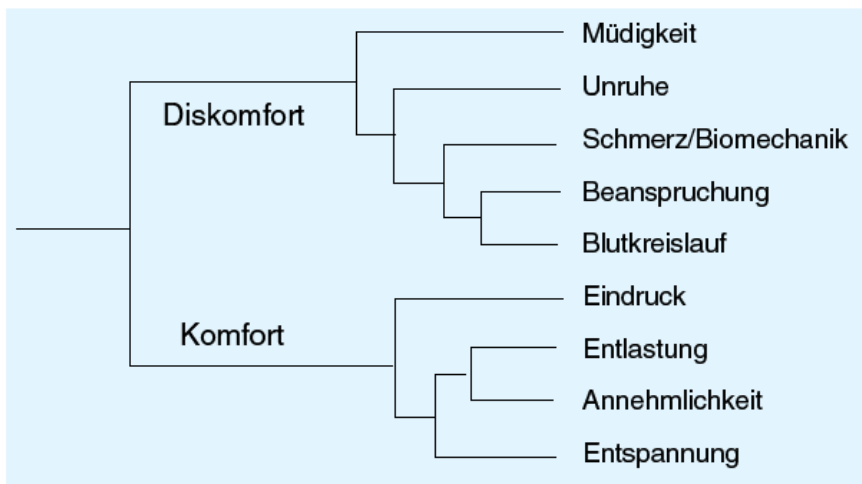 Müdigkeit
Unruhe
Diskomfort
Schmerz/Biomechanik
Beanspruchung
Blutkreislauf
Eindruck
Komfort
Entlastung
Annehmlichkeit
Entspannung